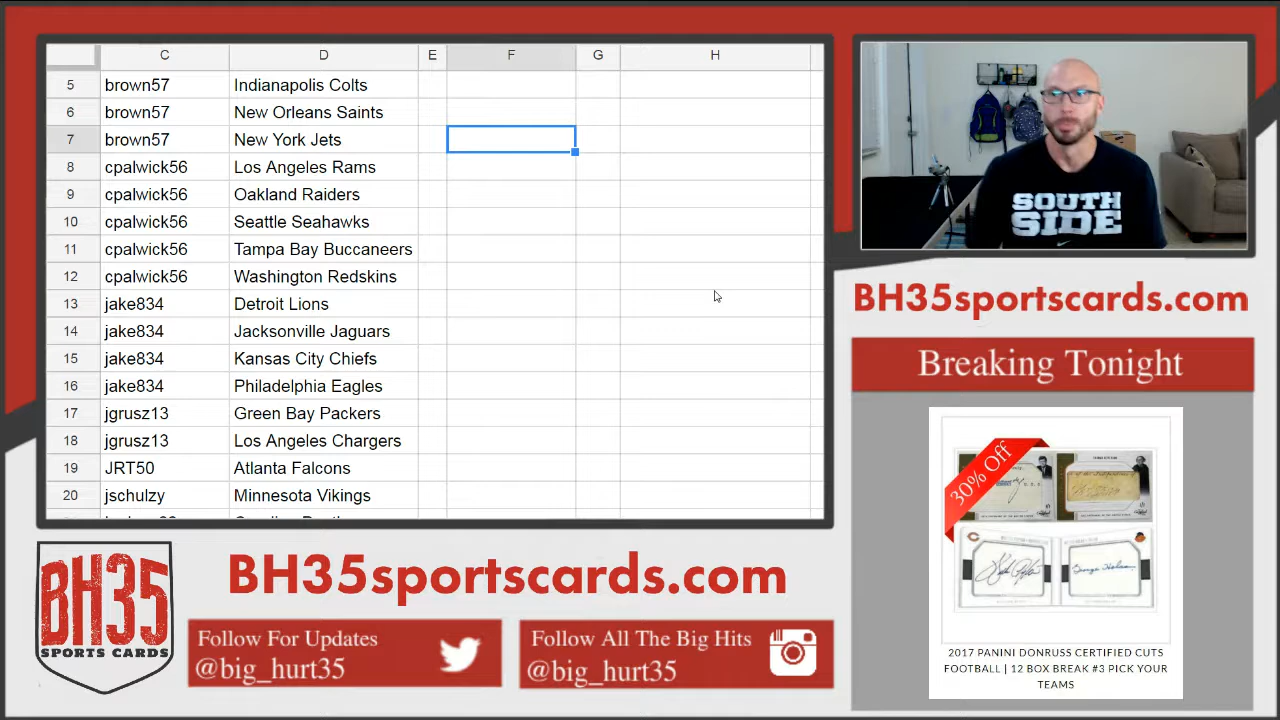 C D E F G H
5 brown57 Indianapolis Colts
6 brown57 New Orleans Saints
7 brown57 New York Jets
8 cpalwick56 Los Angeles Rams
9 cpalwick56 Oakland Raiders
10 cpalwick56 Seattle Seahawks
11 cpalwick56 Tampa Bay Buccaneers
12 cpalwick56 Washington Redskins
13 jake834 Detroit Lions
14 jake834 Jacksonville Jaguars
15 jake834 Kansas City Chiefs
16 jake834 Philadelphia Eagles
17 jgrusz13 Green Bay Packers
18 jgrusz13 Los Angeles Chargers
19 JRT50 Atlanta Falcons
20 jschulzy Minnesota Vikings
SOUTH
SIDE
BH35sportscards.com
Breaking Tonight
30% Off
2017 PANINI DONRUSS CERTIFIED CUTS
FOOTBALL | 12 BOX BREAK #3 PICK YOUR
TEAMS
BH35
SPORTS CARDS
BH35sportscards.com
Follow For Updates
@big_hurt35
Follow All The Big Hits
@big_hurt35